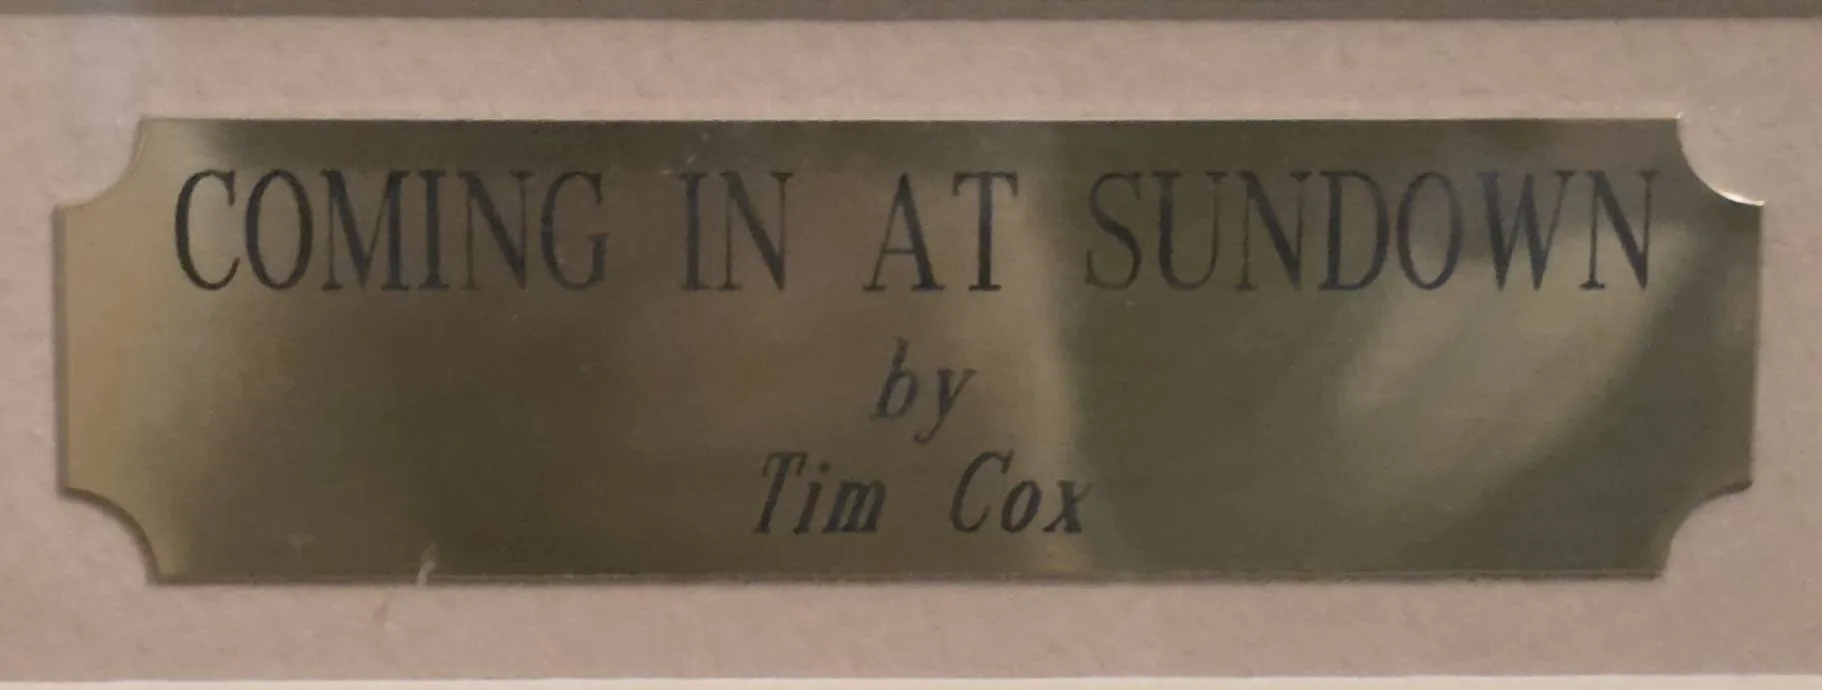 COMING IN AT SUNDOWN
by
Tim Cox